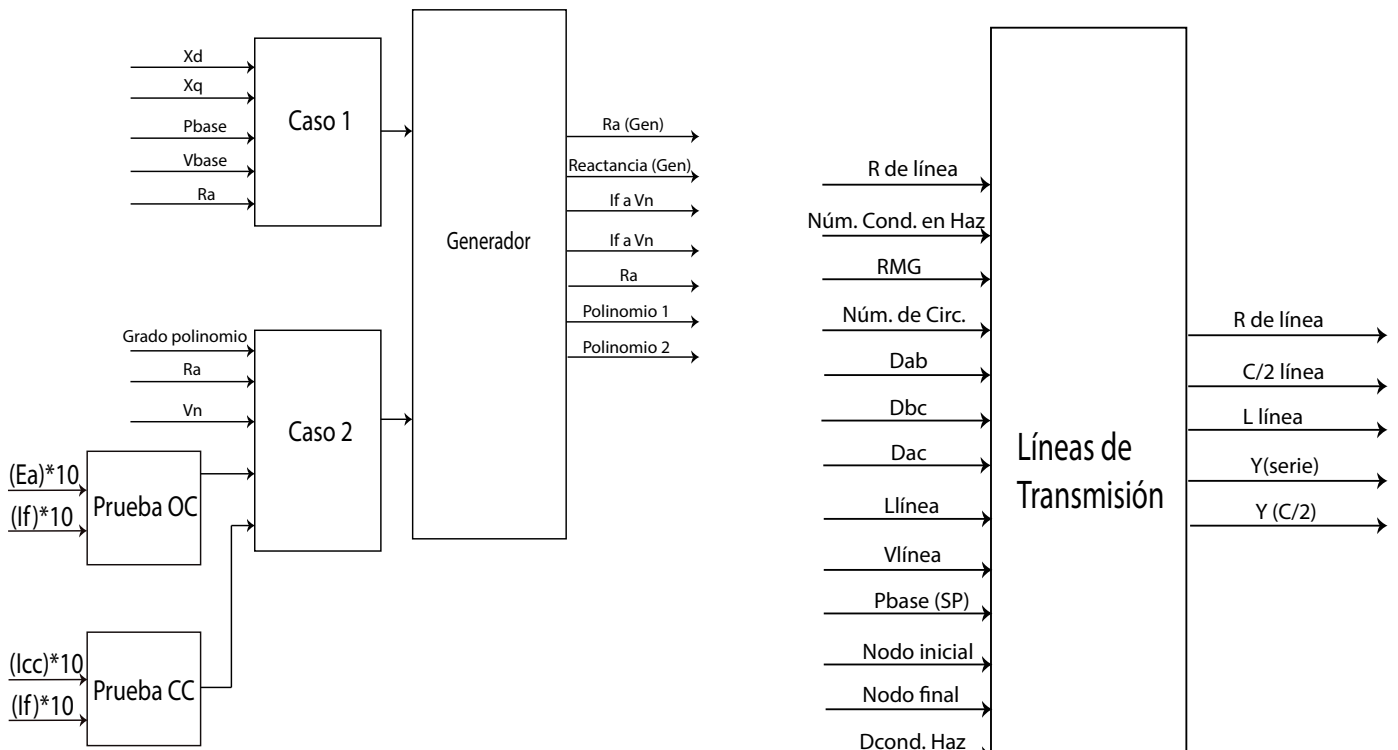 Xd
Xq
Pbase
Vbase
Ra
Caso 1
Grado polinomio
Ra
Vn
Caso 2
(Ea)*10
(If)*10
Prueba OC
(Icc)*10
(If)*10
Prueba CC
Generador
Ra (Gen)
Reactancia (Gen)
If a Vn
If a Vn
Ra
Polinomio 1
Polinomio 2
R de línea
Núm. Cond. en Haz
RMG
Núm. de Circ.
Dab
Dbc
Dac
Llínea
Vlínea
Pbase (SP)
Nodo inicial
Nodo final
Dcond. Haz
Líneas de
Transmisión
R de línea
C/2 línea
L línea
Y(serie)
Y (C/2)